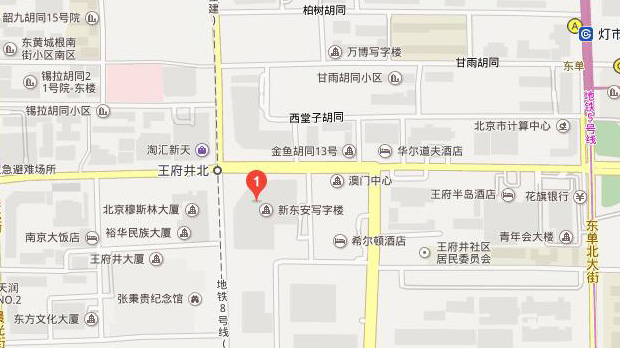 韶九胡同15号院
柏树胡同
建)
A
灯市
东黄城根南
街小区南区
万博写字楼
甘雨胡同
东单
锡拉胡同2
1号院-东楼
甘雨胡同小区
地铁5号线
锡拉胡同小区
西堂子胡同
北京市计算中心
淘汇新天
金鱼胡同13号
华尔道夫酒店
急避难场所
王府井北
1
澳门中心
王府半岛酒店
花旗银行
北京穆斯林大厦
新东安写字楼
裕华民族大厦
南京大饭店
希尔顿酒店
青年会大楼
东单北大街
王府井大厦
王府井社区
居民委员会
天润
NO.2
张秉贵纪念馆
地铁8号线(
东方文化大厦
晨光街